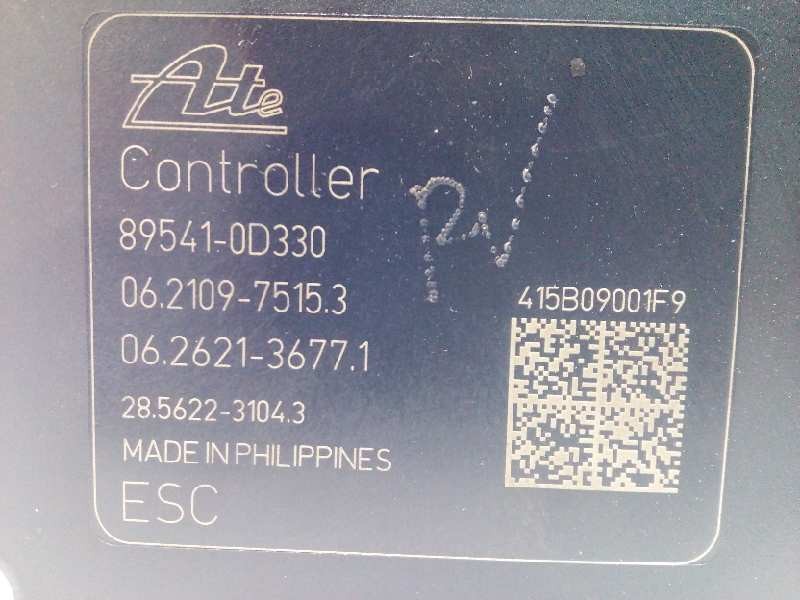 Ate
Controller
89541-0D330
06.2109-7515.3
415B09001F9
06.2621-3677.1
28.5622-3104.3
MADE IN PHILIPPINES
ESC